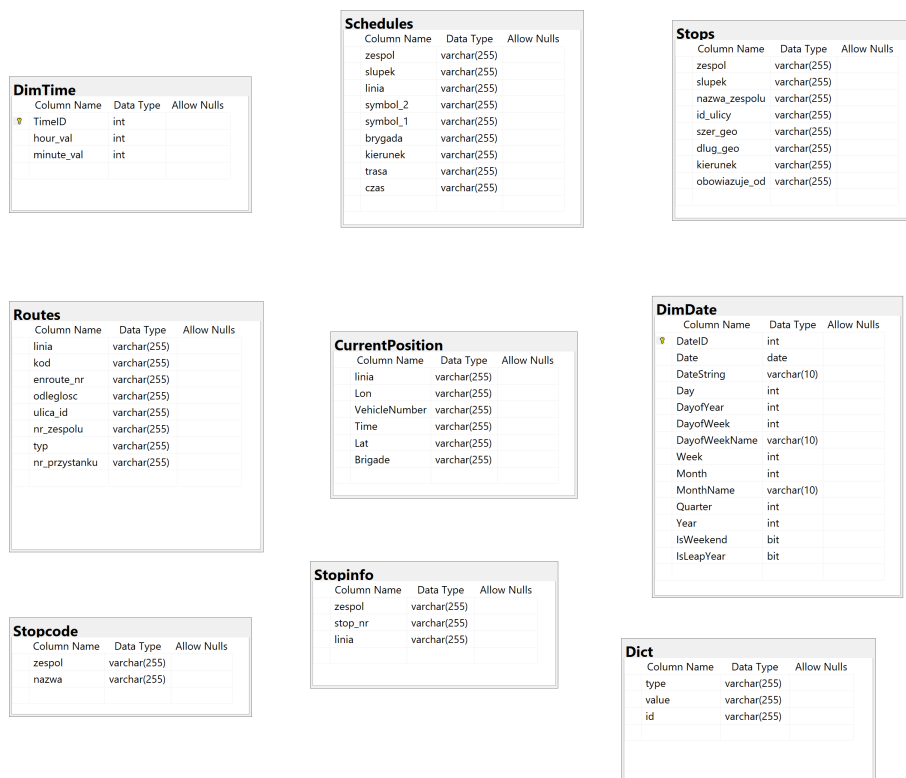 DimTime
Column Name Data Type Allow Nulls
TimeID int
hour_val int
minute_val int
Schedules
Column Name Data Type Allow Nulls
zespol varchar(255)
slupek varchar(255)
linia varchar(255)
symbol_2 varchar(255)
symbol_1 varchar(255)
brygada varchar(255)
kierunek varchar(255)
trasa varchar(255)
czas varchar(255)
Stops
Column Name Data Type Allow Nulls
zespol varchar(255)
slupek varchar(255)
nazwa_zespolu varchar(255)
id_ulicy varchar(255)
szer_geo varchar(255)
dlug_geo varchar(255)
kierunek varchar(255)
obowiazuje_od varchar(255)
Routes
Column Name Data Type Allow Nulls
linia varchar(255)
kod varchar(255)
enroute_nr varchar(255)
odleglosc varchar(255)
ulica_id varchar(255)
nr_zespolu varchar(255)
typ varchar(255)
nr_przystanku varchar(255)
CurrentPosition
Column Name Data Type Allow Nulls
linia varchar(255)
Lon varchar(255)
VehicleNumber varchar(255)
Time varchar(255)
Lat varchar(255)
Brigade varchar(255)
DimDate
Column Name Data Type Allow Nulls
DateID int
Date date
DateString varchar(10)
Day int
DayofYear int
DayofWeek int
DayofWeekName varchar(10)
Week int
Month int
MonthName varchar(10)
Quarter int
Year int
IsWeekend bit
IsLeapYear bit
Stopcode
Column Name Data Type Allow Nulls
zespol varchar(255)
nazwa varchar(255)
Stopinfo
Column Name Data Type Allow Nulls
zespol varchar(255)
stop_nr varchar(255)
linia varchar(255)
Dict
Column Name Data Type Allow Nulls
type varchar(255)
value varchar(255)
id varchar(255)